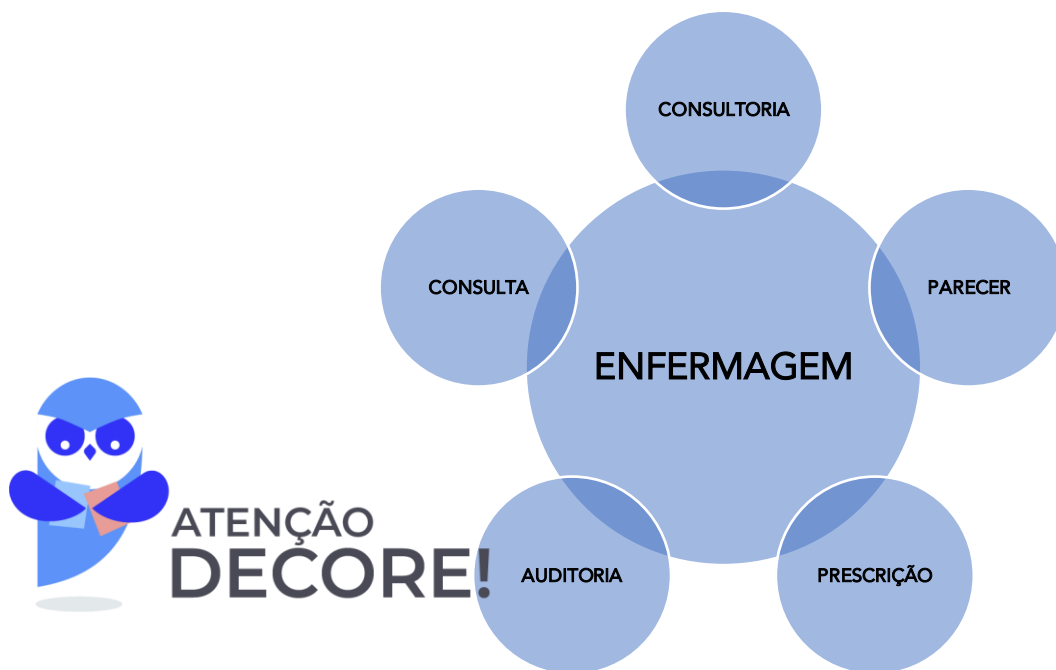 CONSULTORIA
CONSULTA
PARECER
ENFERMAGEM
ATENÇÃO
DECORE!
AUDITORIA
PRESCRIÇÃO